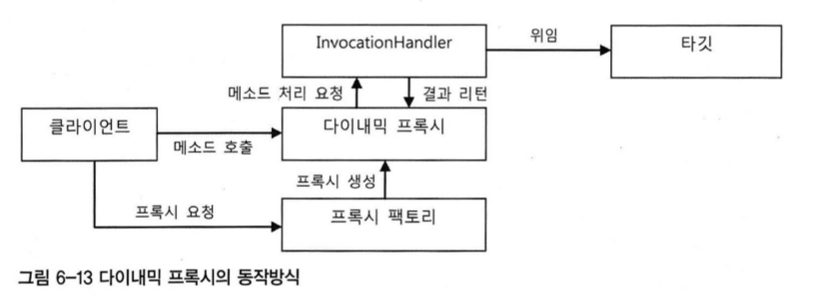 InvocationHandler
위임
타깃
메소드 처리 요청
결과 리턴
클라이언트
메소드 호출
다이내믹 프록시
프록시 생성
프록시 요청
프록시 팩토리
그림 6-13 다이내믹 프록시의 동작방식